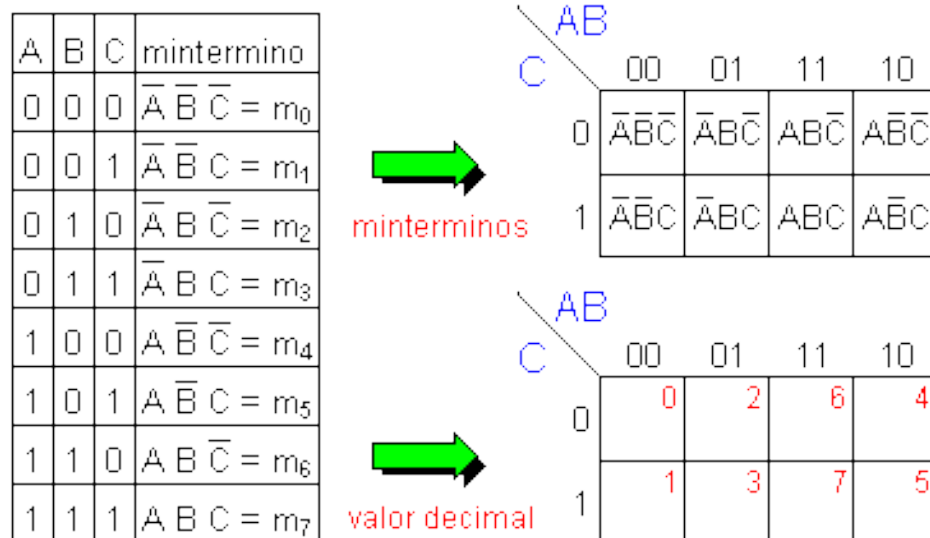 A B C mintermino
0 0 0 A̅ B̅ C̅ = m₀
0 0 1 A̅ B̅ C = m₁
0 1 0 A̅ B C̅ = m₂
0 1 1 A̅ B C = m₃
1 0 0 A B̅ C̅ = m₄
1 0 1 A B̅ C = m₅
1 1 0 A B C̅ = m₆
1 1 1 A B C = m₇
minterminos
valor decimal
AB
C 00 01 11 10
0 A̅B̅C̅ A̅BC̅ ABC̅ AB̅C̅
1 A̅B̅C A̅BC ABC AB̅C
AB
C 00 01 11 10
0 0 2 6 4
1 1 3 7 5